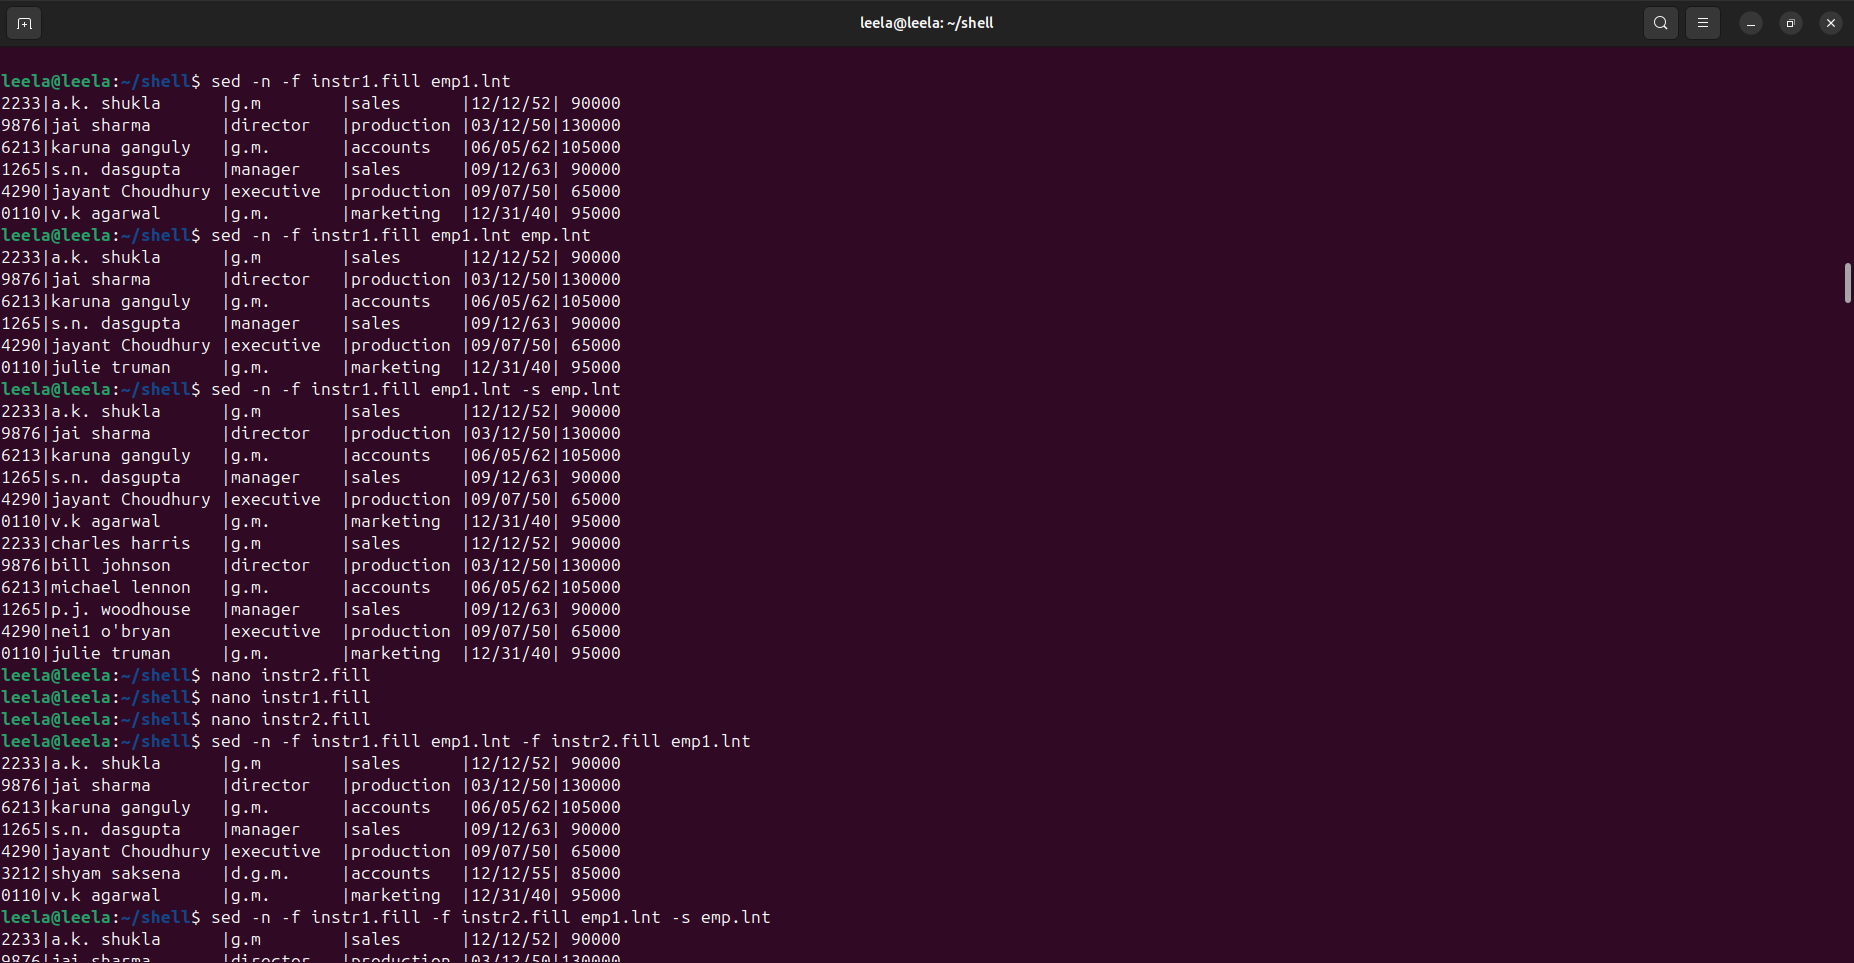 leela@leela: ~/shell
leela@leela:~/shell$ sed -n -f instr1.fill emp1.lnt
2233|a.k. shukla      |g.m        |sales      |12/12/52| 90000
9876|jai sharma       |director   |production |03/12/50|130000
6213|karuna ganguly   |g.m.       |accounts   |06/05/62|105000
1265|s.n. dasgupta    |manager    |sales      |09/12/63| 90000
4290|jayant Choudhury |executive  |production |09/07/50| 65000
0110|v.k agarwal      |g.m.       |marketing  |12/31/40| 95000
leela@leela:~/shell$ sed -n -f instr1.fill emp1.lnt emp.lnt
2233|a.k. shukla      |g.m        |sales      |12/12/52| 90000
9876|jai sharma       |director   |production |03/12/50|130000
6213|karuna ganguly   |g.m.       |accounts   |06/05/62|105000
1265|s.n. dasgupta    |manager    |sales      |09/12/63| 90000
4290|jayant Choudhury |executive  |production |09/07/50| 65000
0110|julie truman     |g.m.       |marketing  |12/31/40| 95000
leela@leela:~/shell$ sed -n -f instr1.fill emp1.lnt -s emp.lnt
2233|a.k. shukla      |g.m        |sales      |12/12/52| 90000
9876|jai sharma       |director   |production |03/12/50|130000
6213|karuna ganguly   |g.m.       |accounts   |06/05/62|105000
1265|s.n. dasgupta    |manager    |sales      |09/12/63| 90000
4290|jayant Choudhury |executive  |production |09/07/50| 65000
0110|v.k agarwal      |g.m.       |marketing  |12/31/40| 95000
2233|charles harris   |g.m        |sales      |12/12/52| 90000
9876|bill johnson     |director   |production |03/12/50|130000
6213|michael lennon   |g.m.       |accounts   |06/05/62|105000
1265|p.j. woodhouse   |manager    |sales      |09/12/63| 90000
4290|nei1 o'bryan     |executive  |production |09/07/50| 65000
0110|julie truman     |g.m.       |marketing  |12/31/40| 95000
leela@leela:~/shell$ nano instr2.fill
leela@leela:~/shell$ nano instr1.fill
leela@leela:~/shell$ nano instr2.fill
leela@leela:~/shell$ sed -n -f instr1.fill emp1.lnt -f instr2.fill emp1.lnt
2233|a.k. shukla      |g.m        |sales      |12/12/52| 90000
9876|jai sharma       |director   |production |03/12/50|130000
6213|karuna ganguly   |g.m.       |accounts   |06/05/62|105000
1265|s.n. dasgupta    |manager    |sales      |09/12/63| 90000
4290|jayant Choudhury |executive  |production |09/07/50| 65000
3212|shyam saksena    |d.g.m.     |accounts   |12/12/55| 85000
0110|v.k agarwal      |g.m.       |marketing  |12/31/40| 95000
leela@leela:~/shell$ sed -n -f instr1.fill -f instr2.fill emp1.lnt -s emp.lnt
2233|a.k. shukla      |g.m        |sales      |12/12/52| 90000
9876|jai sharma       |director   |production |03/12/50|130000